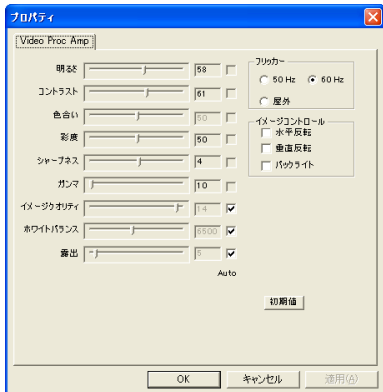 プロパティ
Video Proc Amp
明るさ 58
コントラスト 61
色合い 50
彩度 50
シャープネス 4
ガンマ 10
イメージクオリティ 14
ホワイトバランス 6500
露出 5
Auto
フリッカー
50 Hz 60 Hz
屋外
イメージコントロール
水平反転
垂直反転
バックライト
初期値
OK キャンセル 適用(A)